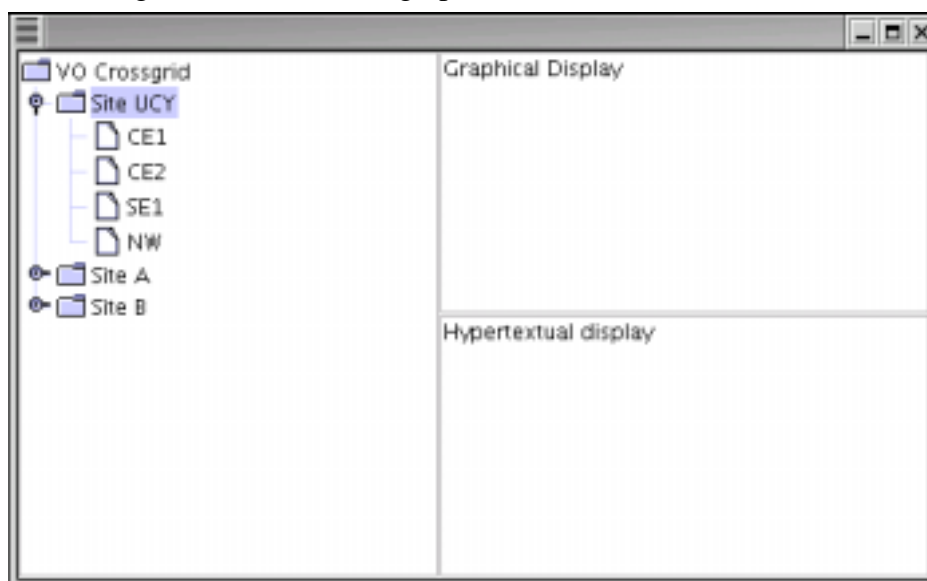 VO Crossgrid
Site UCY
CE1
CE2
SE1
NW
Site A
Site B
Graphical Display
Hypertextual display